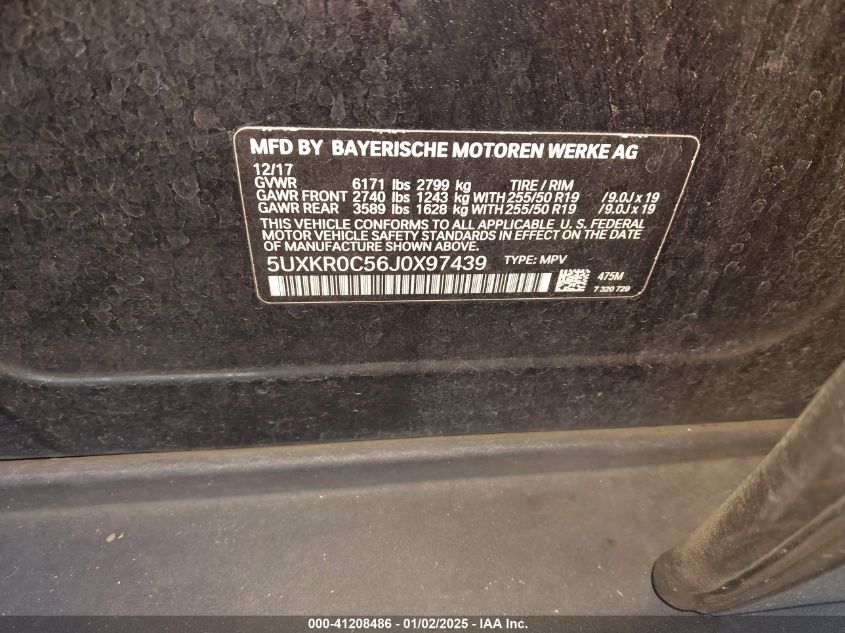 MFD BY BAYERISCHE MOTOREN WERKE AG
12/17
GVWR 6171 lbs 2799 kg TIRE / RIM
GAWR FRONT 2740 lbs 1243 kg WITH 255/50 R19 /9.0J x 19
GAWR REAR 3589 lbs 1628 kg WITH 255/50 R19 /9.0J x 19
THIS VEHICLE CONFORMS TO ALL APPLICABLE U. S. FEDERAL
MOTOR VEHICLE SAFETY STANDARDS IN EFFECT ON THE DATE
OF MANUFACTURE SHOWN ABOVE.
5UXKR0C56J0X97439 TYPE: MPV
475M
7 320 729
000-41208486 - 01/02/2025 - IAA Inc.